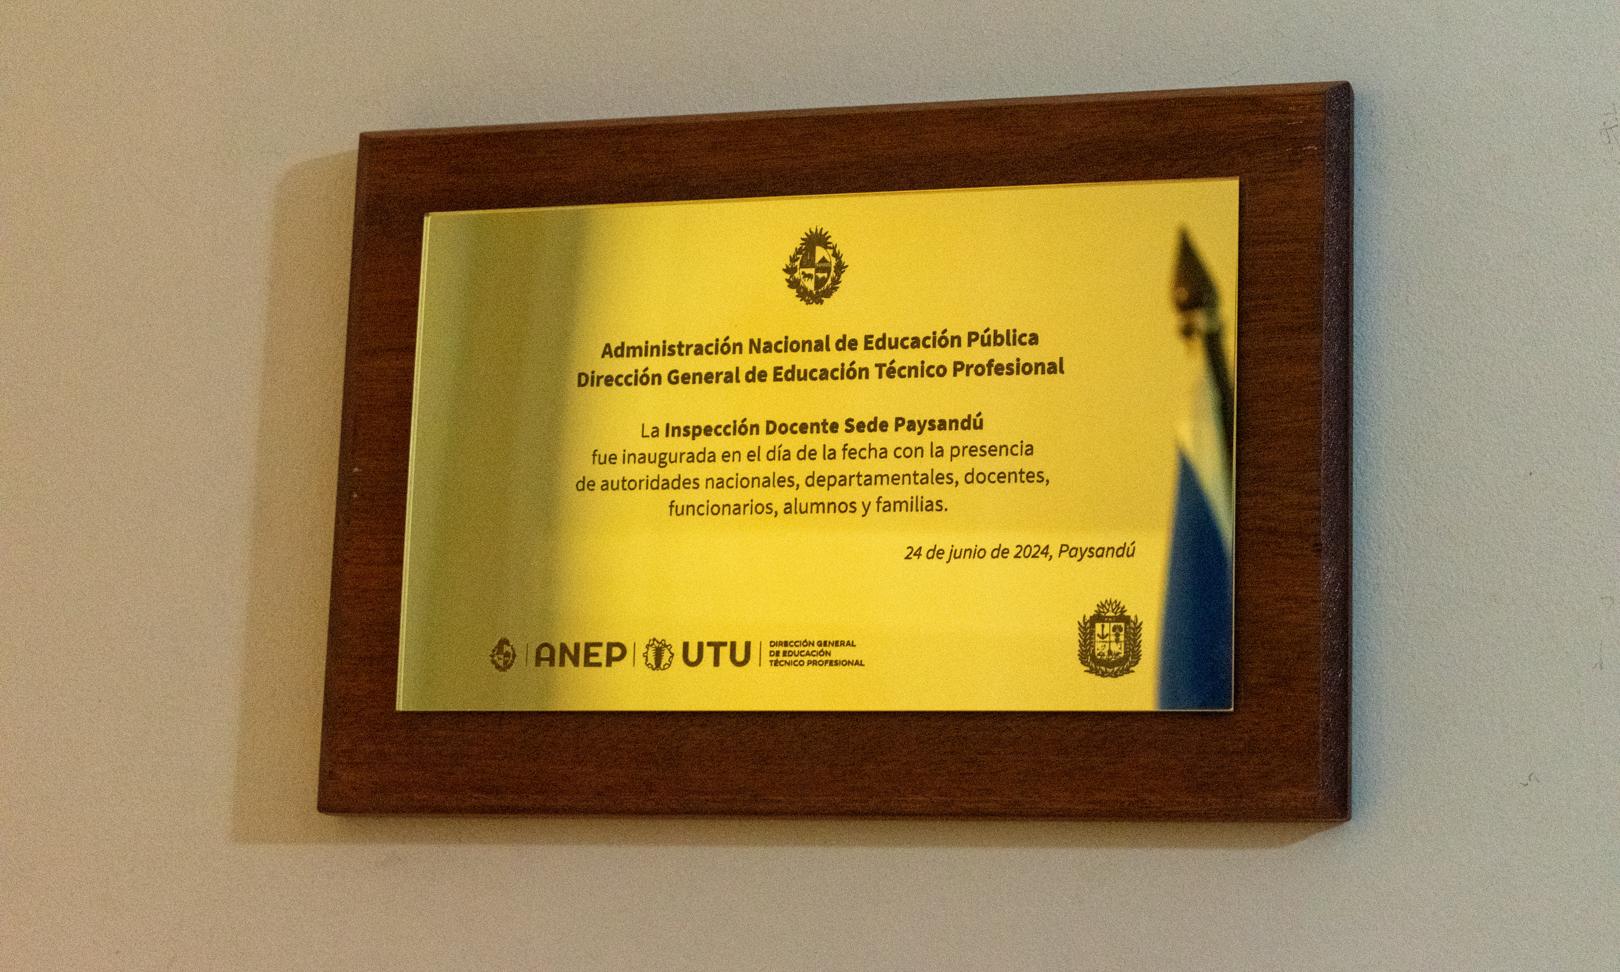 Administración Nacional de Educación Pública
Dirección General de Educación Técnico Profesional
La Inspección Docente Sede Paysandú
fue inaugurada en el día de la fecha con la presencia
de autoridades nacionales, departamentales, docentes,
funcionarios, alumnos y familias.
24 de junio de 2024, Paysandú
ANEP UTU DIRECCIÓN GENERAL
DE EDUCACIÓN
TÉCNICO PROFESIONAL